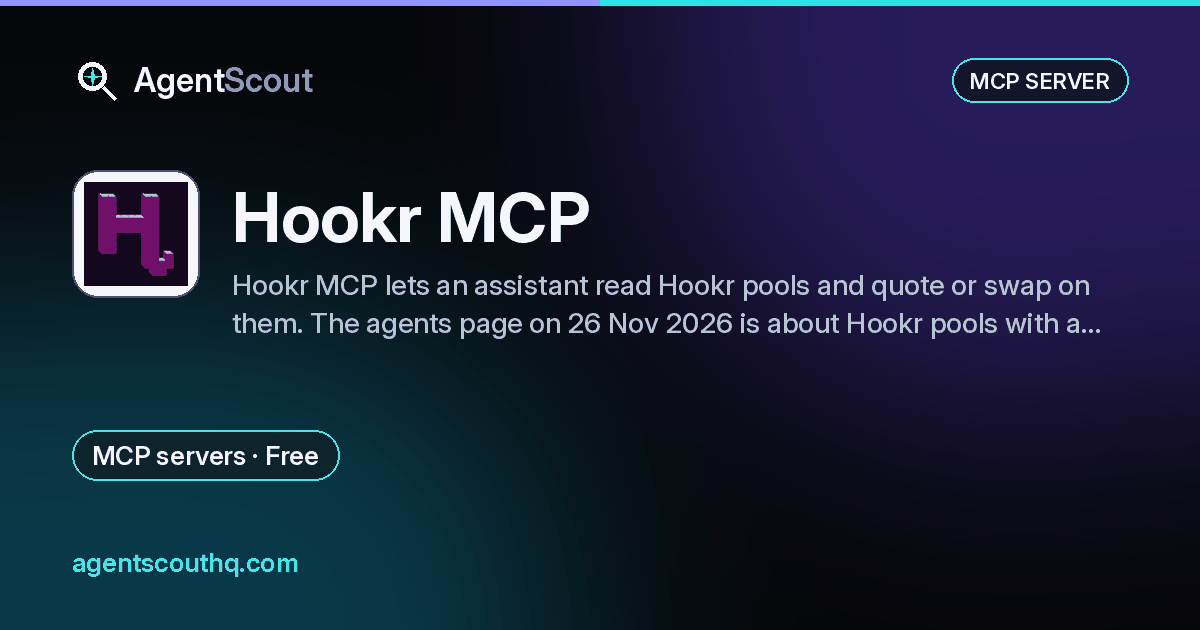 AgentScout
MCP SERVER
H
Hookr MCP
Hookr MCP lets an assistant read Hookr pools and quote or swap on
them. The agents page on 26 Nov 2026 is about Hookr pools with a...
MCP servers · Free
agentscouthq.com